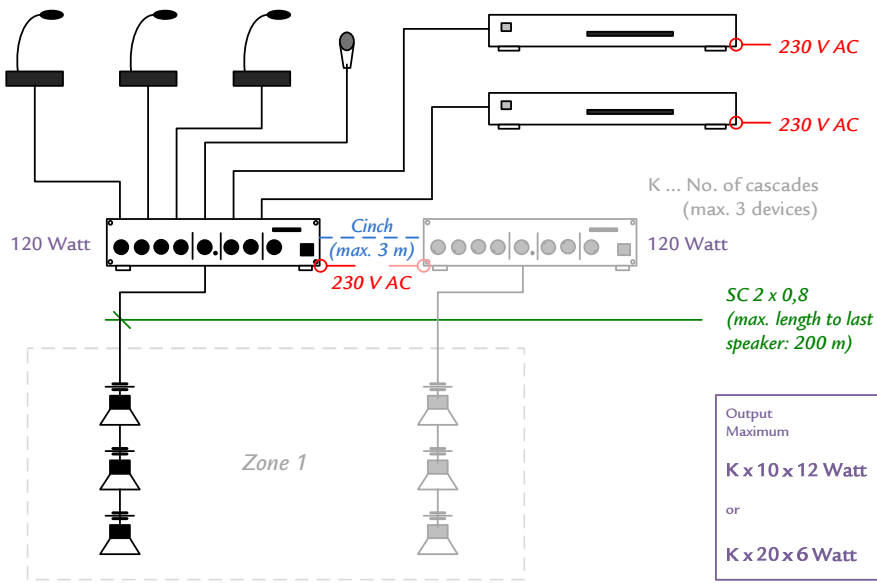 230 V AC
230 V AC
K ... No. of cascades
(max. 3 devices)
120 Watt
Cinch
(max. 3 m)
120 Watt
230 V AC
SC 2 x 0,8
(max. length to last
speaker: 200 m)
Zone 1
Output
Maximum
K x 10 x 12 Watt
or
K x 20 x 6 Watt